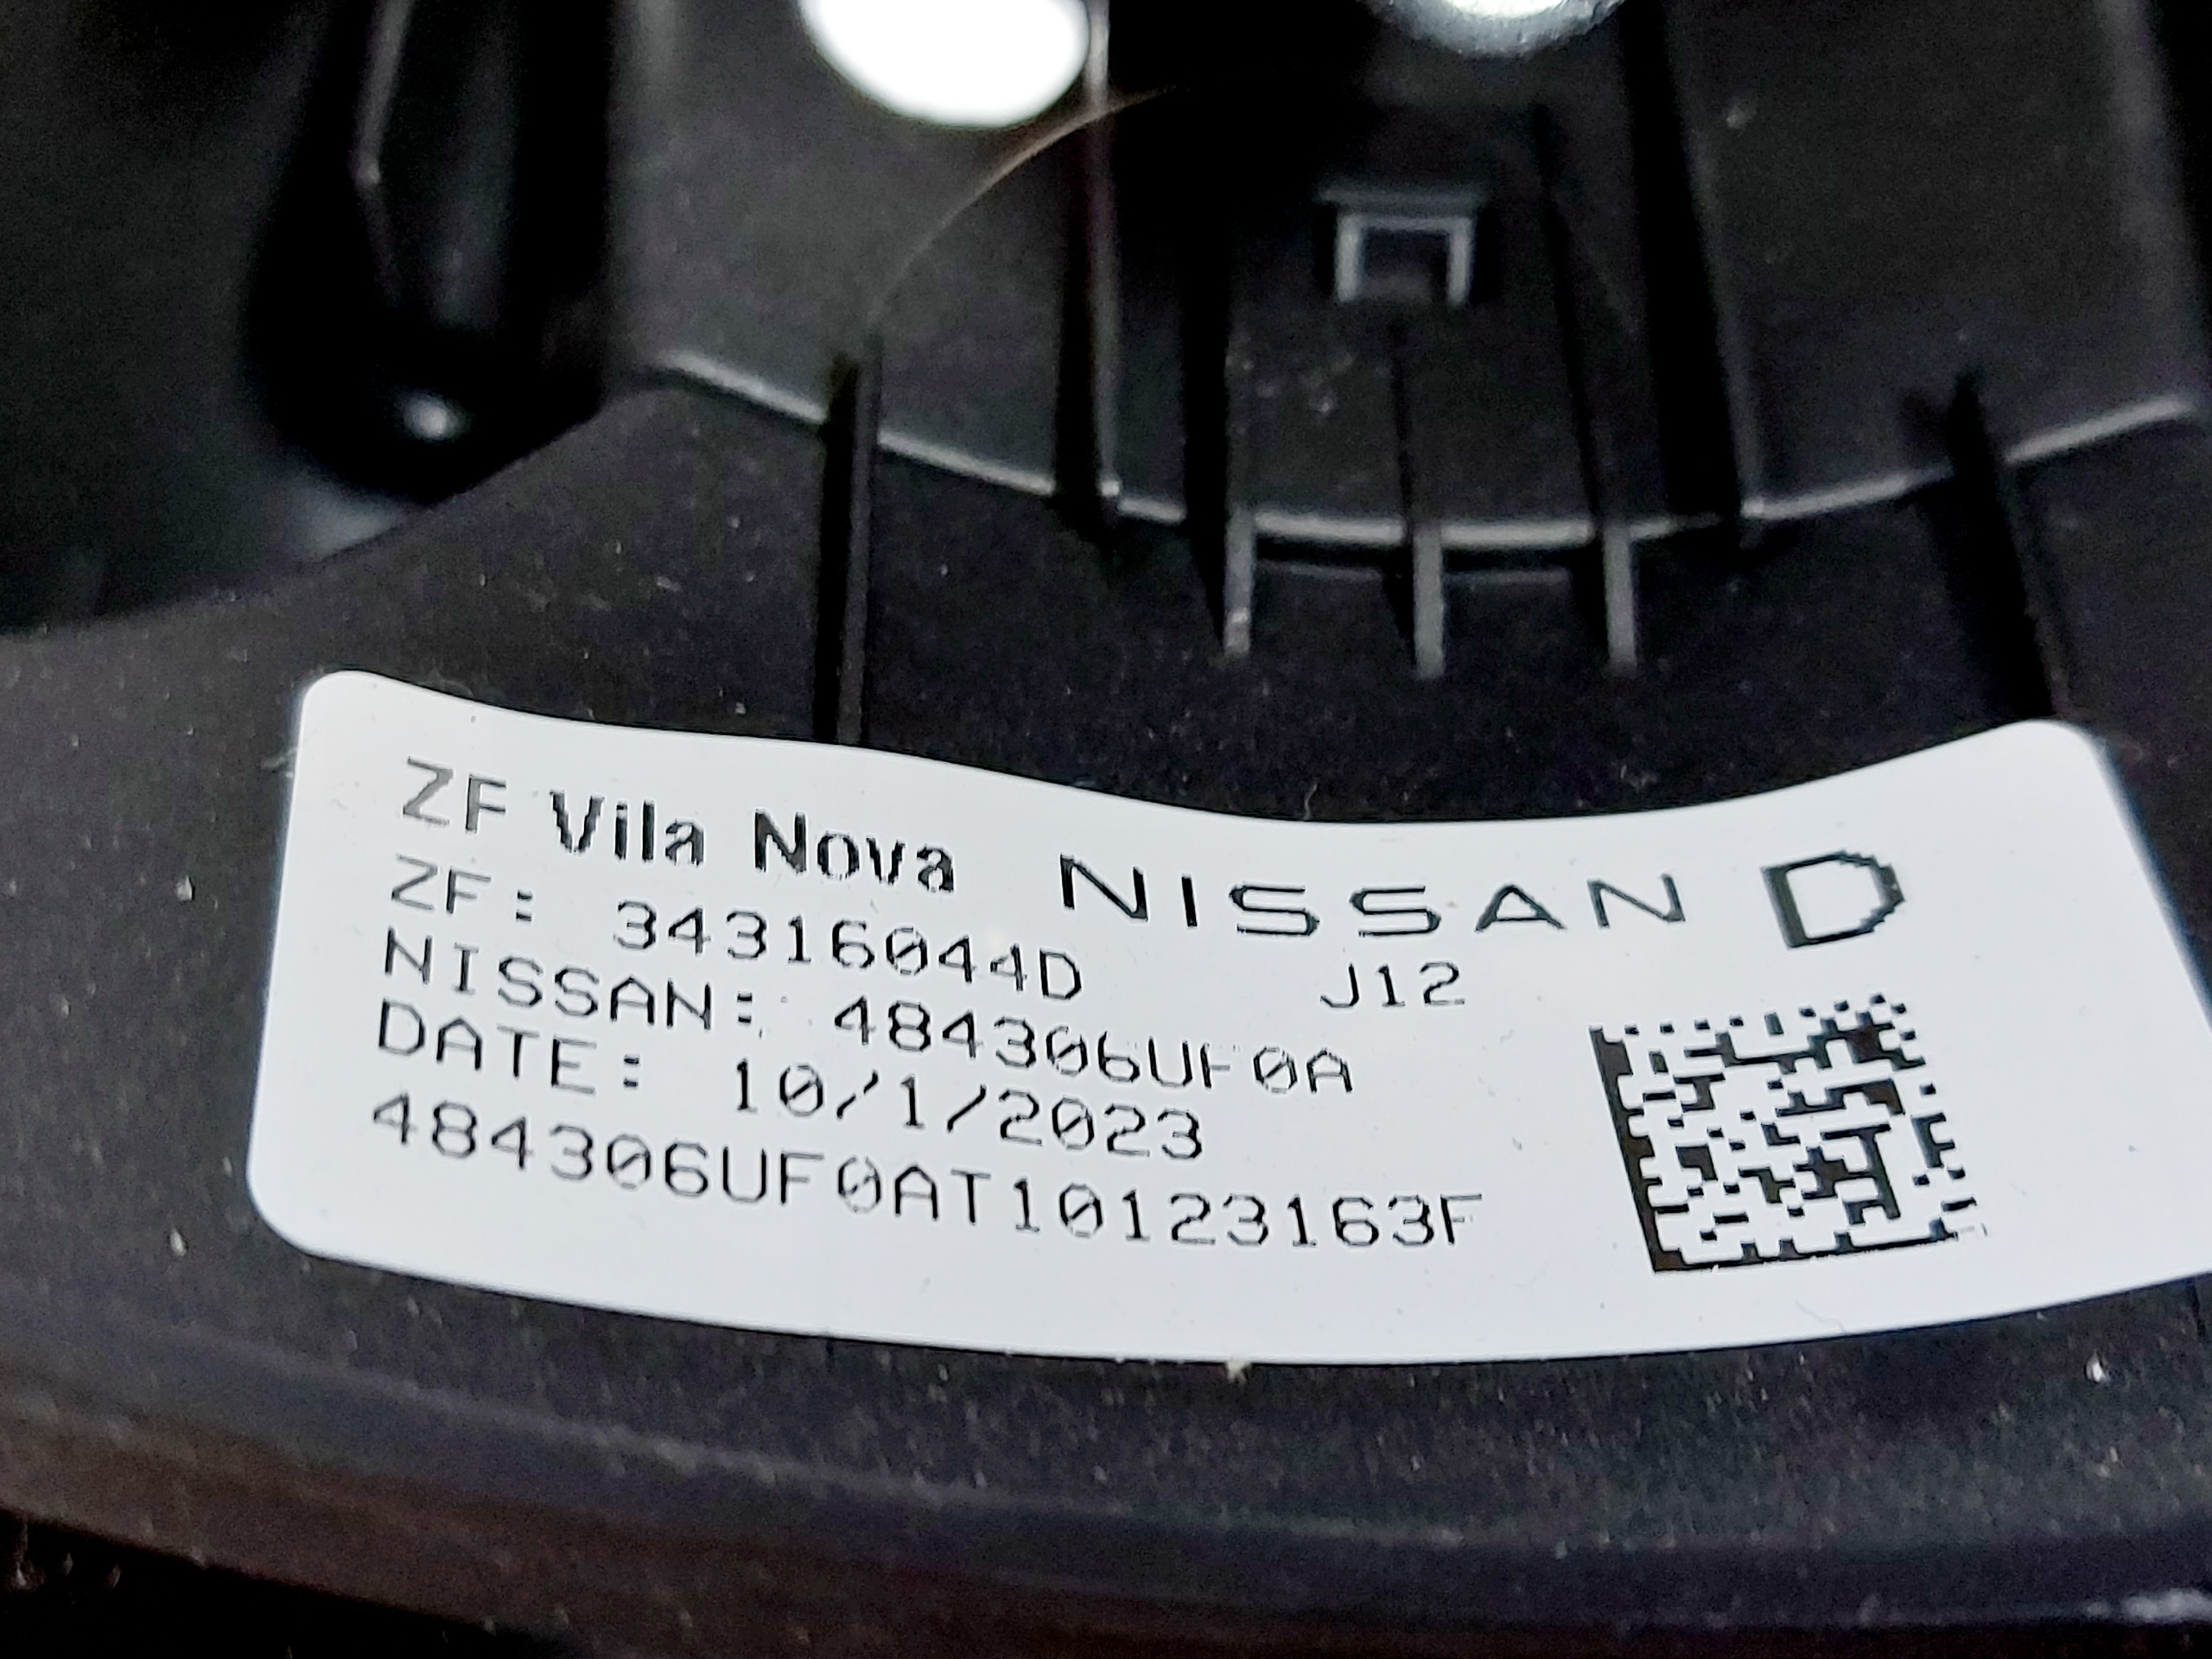 ZF Vila Nova NISSAN D
ZF: 34316044D J12
NISSAN: 484306UF0A
DATE: 10/1/2023
484306UF0AT10123163F